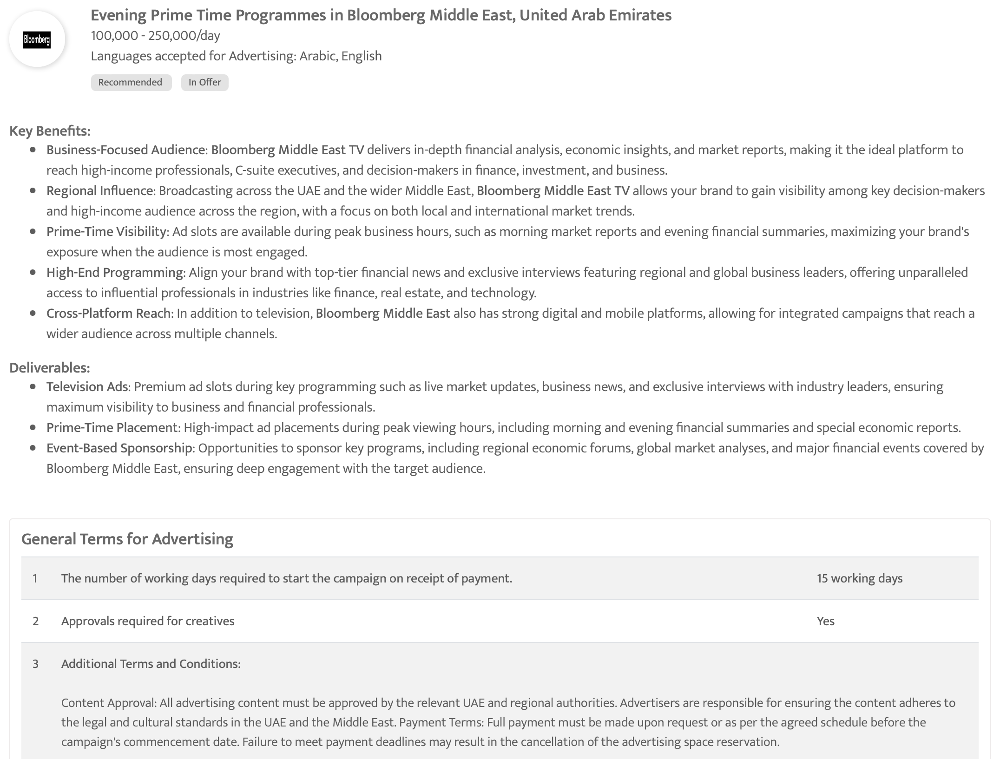 Bloomberg
Evening Prime Time Programmes in Bloomberg Middle East, United Arab Emirates
100,000 - 250,000/day
Languages accepted for Advertising: Arabic, English
Recommended
In Offer
Key Benefits:
Business-Focused Audience: Bloomberg Middle East TV delivers in-depth financial analysis, economic insights, and market reports, making it the ideal platform to
reach high-income professionals, C-suite executives, and decision-makers in finance, investment, and business.
Regional Influence: Broadcasting across the UAE and the wider Middle East, Bloomberg Middle East TV allows your brand to gain visibility among key decision-makers
and high-income audience across the region, with a focus on both local and international market trends.
Prime-Time Visibility: Ad slots are available during peak business hours, such as morning market reports and evening financial summaries, maximizing your brand's
exposure when the audience is most engaged.
High-End Programming: Align your brand with top-tier financial news and exclusive interviews featuring regional and global business leaders, offering unparalleled
access to influential professionals in industries like finance, real estate, and technology.
Cross-Platform Reach: In addition to television, Bloomberg Middle East also has strong digital and mobile platforms, allowing for integrated campaigns that reach a
wider audience across multiple channels.
Deliverables:
Television Ads: Premium ad slots during key programming such as live market updates, business news, and exclusive interviews with industry leaders, ensuring
maximum visibility to business and financial professionals.
Prime-Time Placement: High-impact ad placements during peak viewing hours, including morning and evening financial summaries and special economic reports.
Event-Based Sponsorship: Opportunities to sponsor key programs, including regional economic forums, global market analyses, and major financial events covered by
Bloomberg Middle East, ensuring deep engagement with the target audience.
General Terms for Advertising
1 The number of working days required to start the campaign on receipt of payment. 15 working days
2 Approvals required for creatives Yes
3 Additional Terms and Conditions:
Content Approval: All advertising content must be approved by the relevant UAE and regional authorities. Advertisers are responsible for ensuring the content adheres to
the legal and cultural standards in the UAE and the Middle East. Payment Terms: Full payment must be made upon request or as per the agreed schedule before the
campaign's commencement date. Failure to meet payment deadlines may result in the cancellation of the advertising space reservation.